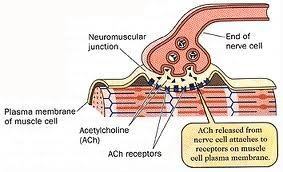 Neuromuscular
junction
End of
nerve cell
Plasma membrane
of muscle cell
Acetylcholine
(ACh)
ACh receptors
ACh released from
nerve cell attaches to
receptors on muscle
cell plasma membrane.